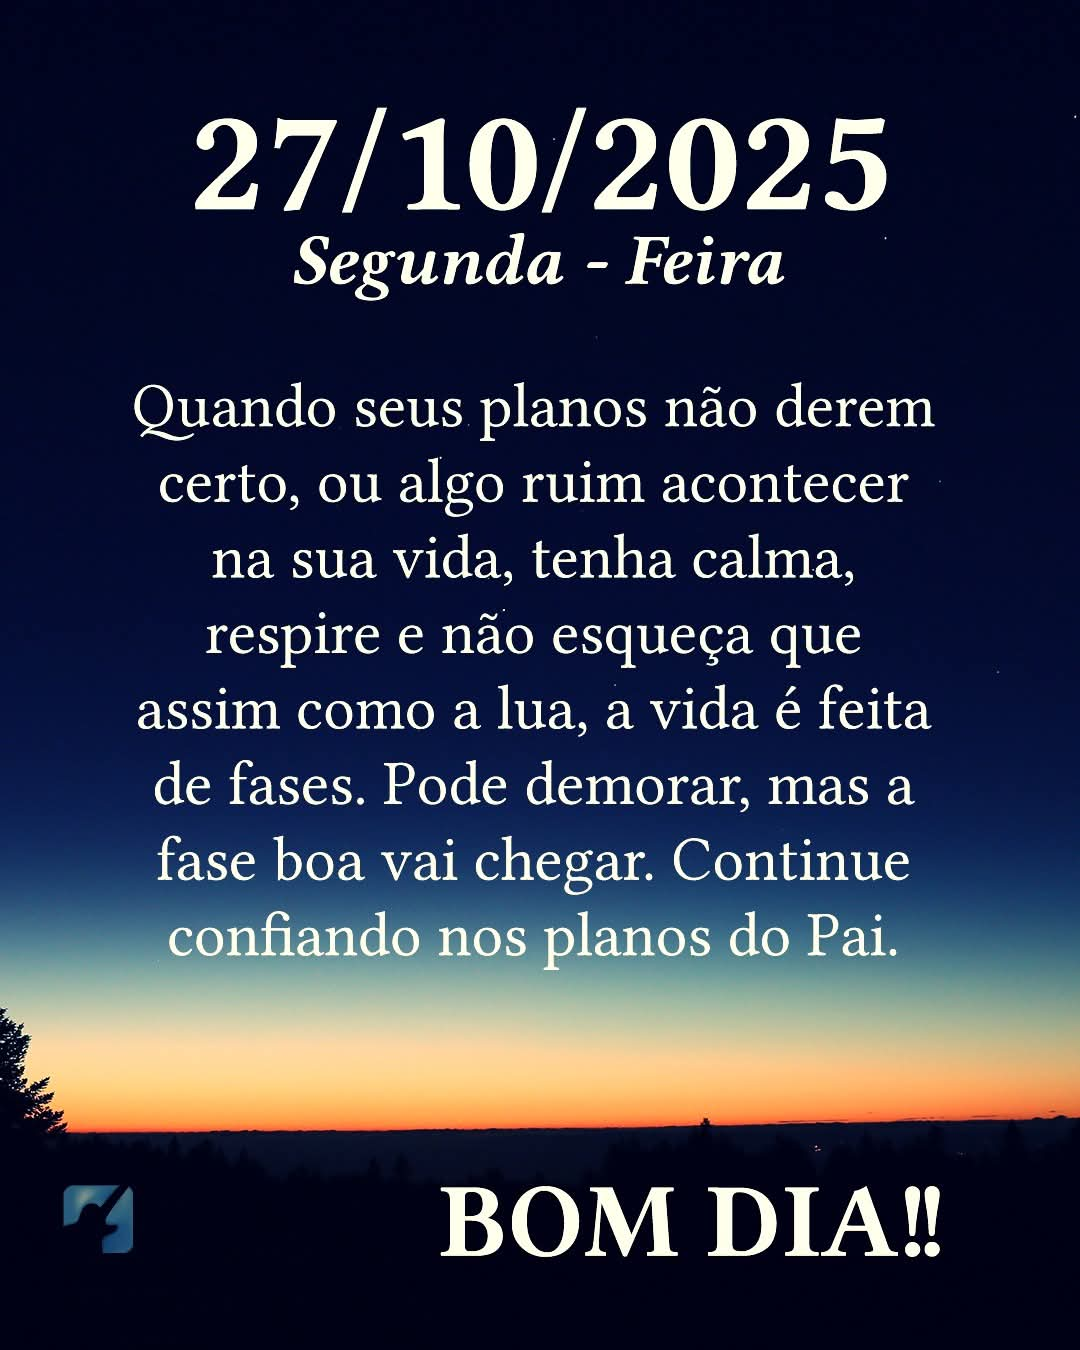 27/10/2025
Segunda - Feira
Quando seus planos não derem
certo, ou algo ruim acontecer
na sua vida, tenha calma,
respire e não esqueça que
assim como a lua, a vida é feita
de fases. Pode demorar, mas a
fase boa vai chegar. Continue
confiando nos planos do Pai.
BOM DIA!!